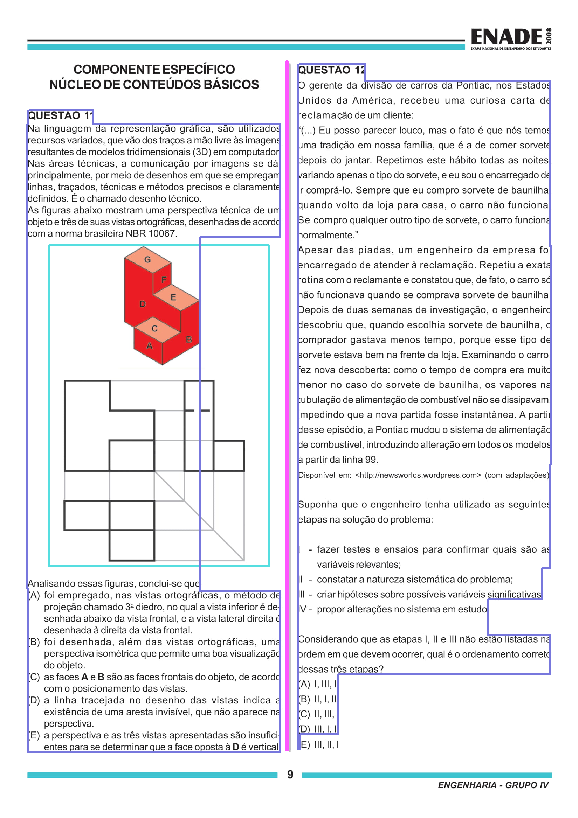 ENADE 2008
EXAME NACIONAL DE DESEMPENHO DOS ESTUDANTES
COMPONENTE ESPECÍFICO
NÚCLEO DE CONTEÚDOS BÁSICOS
QUESTÃO 11
Na linguagem da representação gráfica, são utilizados
recursos variados, que vão dos traços a mão livre às imagens
resultantes de modelos tridimensionais (3D) em computador.
Nas áreas técnicas, a comunicação por imagens se dá,
principalmente, por meio de desenhos em que se empregam
linhas, traçados, técnicas e métodos precisos e claramente
definidos. É o chamado desenho técnico.
As figuras abaixo mostram uma perspectiva técnica de um
objeto e três de suas vistas ortográficas, desenhadas de acordo
com a norma brasileira NBR 10067.
G
F
E
D
C
B
A
Analisando essas figuras, conclui-se que
(A) foi empregado, nas vistas ortográficas, o método de
projeção chamado 3º diedro, no qual a vista inferior é de-
senhada abaixo da vista frontal, e a vista lateral direita é
desenhada à direita da vista frontal.
(B) foi desenhada, além das vistas ortográficas, uma
perspectiva isométrica que permite uma boa visualização
do objeto.
(C) as faces A e B são as faces frontais do objeto, de acordo
com o posicionamento das vistas.
(D) a linha tracejada no desenho das vistas indica a
existência de uma aresta invisível, que não aparece na
perspectiva.
(E) a perspectiva e as três vistas apresentadas são insufici-
entes para se determinar que a face oposta à D é vertical.
QUESTÃO 12
O gerente da divisão de carros da Pontiac, nos Estados
Unidos da América, recebeu uma curiosa carta de
reclamação de um cliente:
"(...) Eu posso parecer louco, mas o fato é que nós temos
uma tradição em nossa família, que é a de comer sorvete
depois do jantar. Repetimos este hábito todas as noites,
variando apenas o tipo do sorvete, e eu sou o encarregado de
ir comprá-lo. Sempre que eu compro sorvete de baunilha,
quando volto da loja para casa, o carro não funciona.
Se compro qualquer outro tipo de sorvete, o carro funciona
normalmente."
Apesar das piadas, um engenheiro da empresa foi
encarregado de atender à reclamação. Repetiu a exata
rotina com o reclamante e constatou que, de fato, o carro só
não funcionava quando se comprava sorvete de baunilha.
Depois de duas semanas de investigação, o engenheiro
descobriu que, quando escolhia sorvete de baunilha, o
comprador gastava menos tempo, porque esse tipo de
sorvete estava bem na frente da loja. Examinando o carro,
fez nova descoberta: como o tempo de compra era muito
menor no caso do sorvete de baunilha, os vapores na
tubulação de alimentação de combustível não se dissipavam,
impedindo que a nova partida fosse instantânea. A partir
desse episódio, a Pontiac mudou o sistema de alimentação
de combustível, introduzindo alteração em todos os modelos
a partir da linha 99.
Disponível em: <http://newsworlds.wordpress.com> (com adaptações).
Suponha que o engenheiro tenha utilizado as seguintes
etapas na solução do problema:
I - fazer testes e ensaios para confirmar quais são as
variáveis relevantes;
II - constatar a natureza sistemática do problema;
III - criar hipóteses sobre possíveis variáveis significativas;
IV - propor alterações no sistema em estudo.
Considerando que as etapas I, II e III não estão listadas na
ordem em que devem ocorrer, qual é o ordenamento correto
dessas três etapas?
(A) I, III, II
(B) II, I, III
(C) II, III, I
(D) III, I, II
(E) III, II, I
9
ENGENHARIA - GRUPO IV